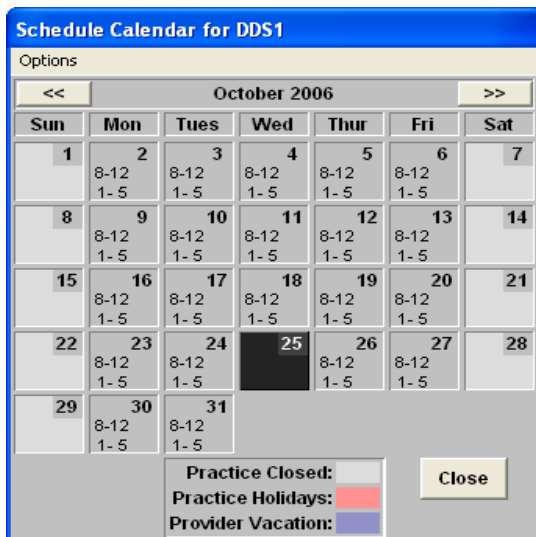 Schedule Calendar for DDS1
Options
<< October 2006 >>
Sun Mon Tues Wed Thur Fri Sat
1 2 3 4 5 6 7
8-12 8-12 8-12 8-12 8-12
1- 5 1- 5 1- 5 1- 5 1- 5
8 9 10 11 12 13 14
8-12 8-12 8-12 8-12 8-12
1- 5 1- 5 1- 5 1- 5 1- 5
15 16 17 18 19 20 21
8-12 8-12 8-12 8-12 8-12
1- 5 1- 5 1- 5 1- 5 1- 5
22 23 24 25 26 27 28
8-12 8-12 8-12 8-12
1- 5 1- 5 1- 5 1- 5
29 30 31
8-12 8-12
1- 5 1- 5
Practice Closed:
Practice Holidays:
Provider Vacation:
Close